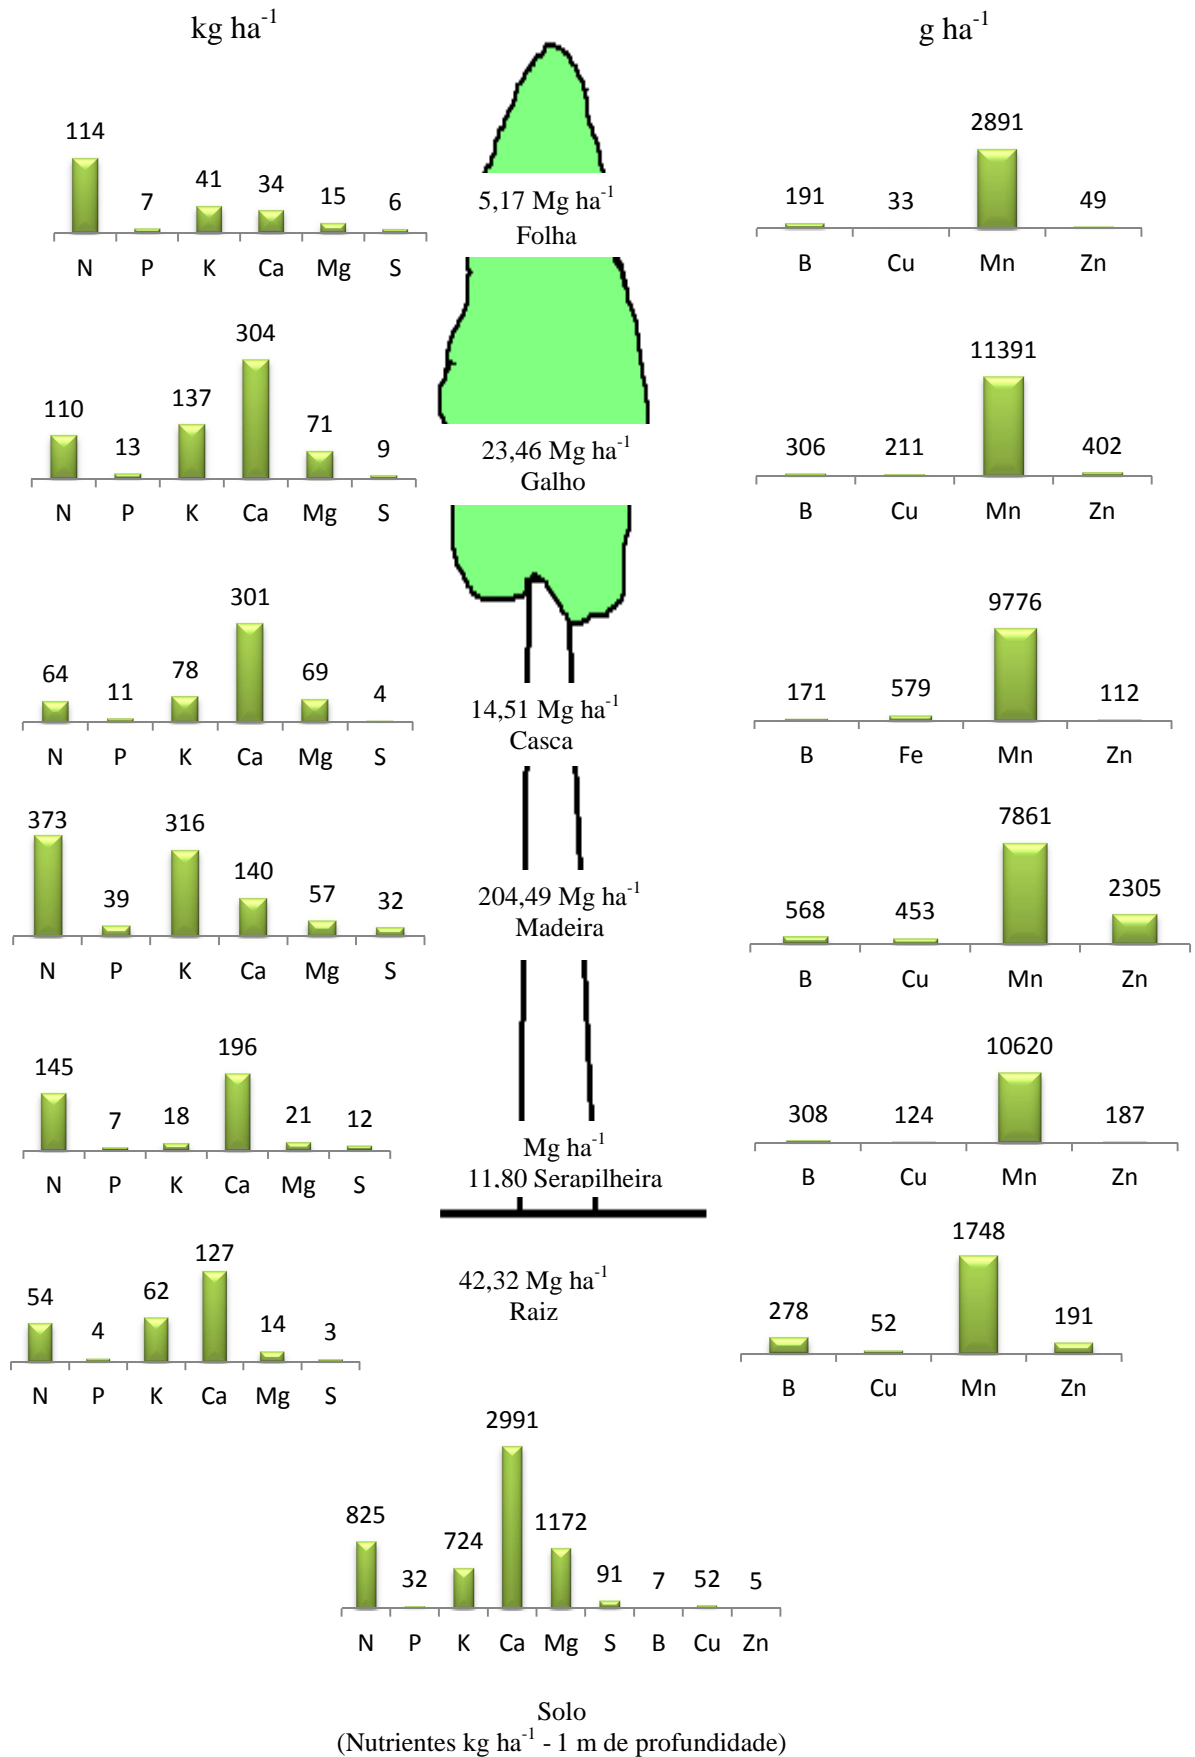 kg ha-1
g ha-1
114 7 41 34 15 6
N P K Ca Mg S
5,17 Mg ha-1
Folha
191 33 2891 49
B Cu Mn Zn
110 13 137 304 71 9
N P K Ca Mg S
23,46 Mg ha-1
Galho
306 211 11391 402
B Cu Mn Zn
64 11 78 301 69 4
N P K Ca Mg S
14,51 Mg ha-1
Casca
171 579 9776 112
B Fe Mn Zn
373 39 316 140 57 32
N P K Ca Mg S
204,49 Mg ha-1
Madeira
568 453 7861 2305
B Cu Mn Zn
145 7 18 196 21 12
N P K Ca Mg S
Mg ha-1
11,80 Serapilheira
308 124 10620 187
B Cu Mn Zn
54 4 62 127 14 3
N P K Ca Mg S
42,32 Mg ha-1
Raiz
278 52 1748 191
B Cu Mn Zn
825 32 724 2991 1172 91 7 52 5
N P K Ca Mg S B Cu Zn
Solo
(Nutrientes kg ha-1 - 1 m de profundidade)